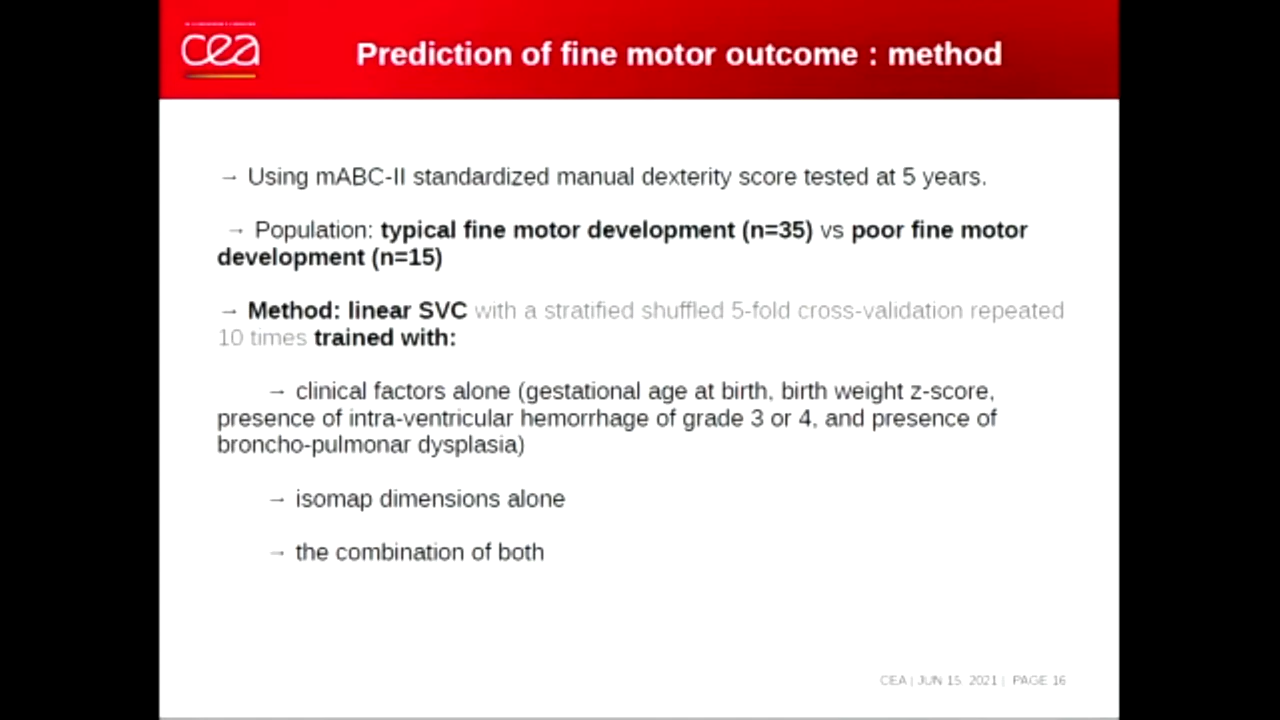 cea
Prediction of fine motor outcome : method
→ Using mABC-II standardized manual dexterity score tested at 5 years.
→ Population: typical fine motor development (n=35) vs poor fine motor
development (n=15)
→ Method: linear SVC with a stratified shuffled 5-fold cross-validation repeated
10 times trained with:
→ clinical factors alone (gestational age at birth, birth weight z-score,
presence of intra-ventricular hemorrhage of grade 3 or 4, and presence of
broncho-pulmonar dysplasia)
→ isomap dimensions alone
→ the combination of both
CEA | JUN 15 2021 | PAGE 16